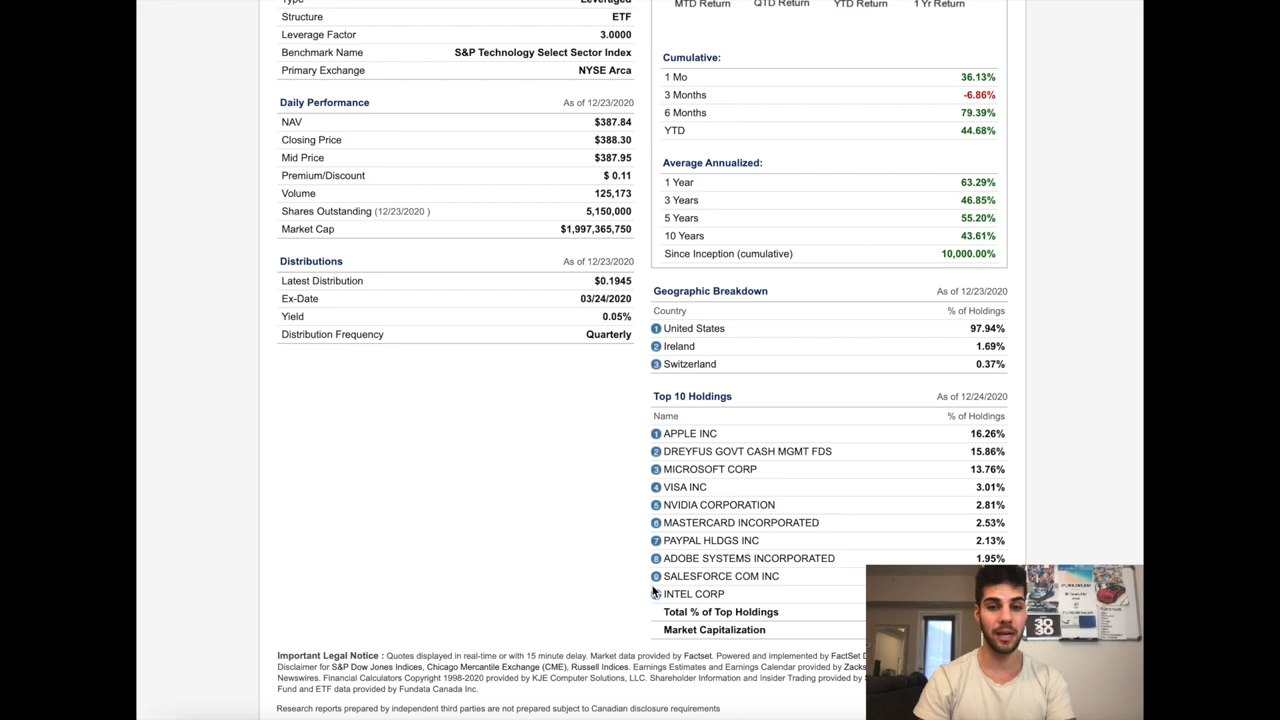 Type Leveraged
Structure ETF
Leverage Factor 3.0000
Benchmark Name S&P Technology Select Sector Index
Primary Exchange NYSE Arca
Daily Performance As of 12/23/2020
NAV $387.84
Closing Price $388.30
Mid Price $387.95
Premium/Discount $ 0.11
Volume 125,173
Shares Outstanding (12/23/2020 ) 5,150,000
Market Cap $1,997,365,750
Distributions As of 12/23/2020
Latest Distribution $0.1945
Ex-Date 03/24/2020
Yield 0.05%
Distribution Frequency Quarterly
MTD Return QTD Return YTD Return 1 Yr Return
Cumulative:
1 Mo 36.13%
3 Months -6.86%
6 Months 79.39%
YTD 44.68%
Average Annualized:
1 Year 63.29%
3 Years 46.85%
5 Years 55.20%
10 Years 43.61%
Since Inception (cumulative) 10,000.00%
Geographic Breakdown As of 12/23/2020
Country % of Holdings
1 United States 97.94%
2 Ireland 1.69%
3 Switzerland 0.37%
Top 10 Holdings As of 12/24/2020
Name % of Holdings
1 APPLE INC 16.26%
2 DREYFUS GOVT CASH MGMT FDS 15.86%
3 MICROSOFT CORP 13.76%
4 VISA INC 3.01%
5 NVIDIA CORPORATION 2.81%
6 MASTERCARD INCORPORATED 2.53%
7 PAYPAL HLDGS INC 2.13%
8 ADOBE SYSTEMS INCORPORATED 1.95%
9 SALESFORCE COM INC
INTEL CORP
Total % of Top Holdings
Market Capitalization
Important Legal Notice : Quotes displayed in real-time or with 15 minute delay. Market data provided by Factset. Powered and implemented by FactSet D
Disclaimer for S&P Dow Jones Indices, Chicago Mercantile Exchange (CME), Russell Indices. Earnings Estimates and Earnings Calendar provided by Zacks
Newswires. Financial Calculators Copyright 1998-2020 provided by KJE Computer Solutions, LLC. Shareholder Information and Insider Trading provided by
Fund and ETF data provided by Fundata Canada Inc.
Research reports prepared by independent third parties are not prepared subject to Canadian disclosure requirements
30
30